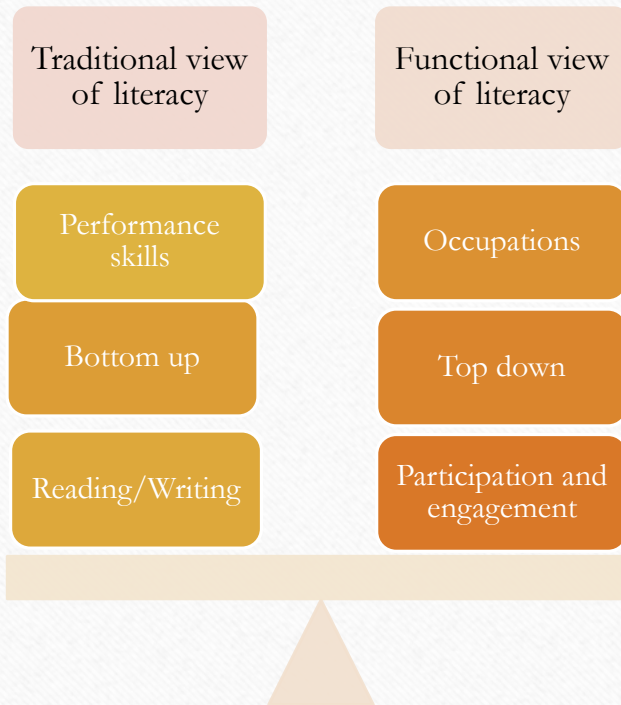 Traditional view
of literacy
Performance
skills
Bottom up
Reading/Writing
Functional view
of literacy
Occupations
Top down
Participation and
engagement